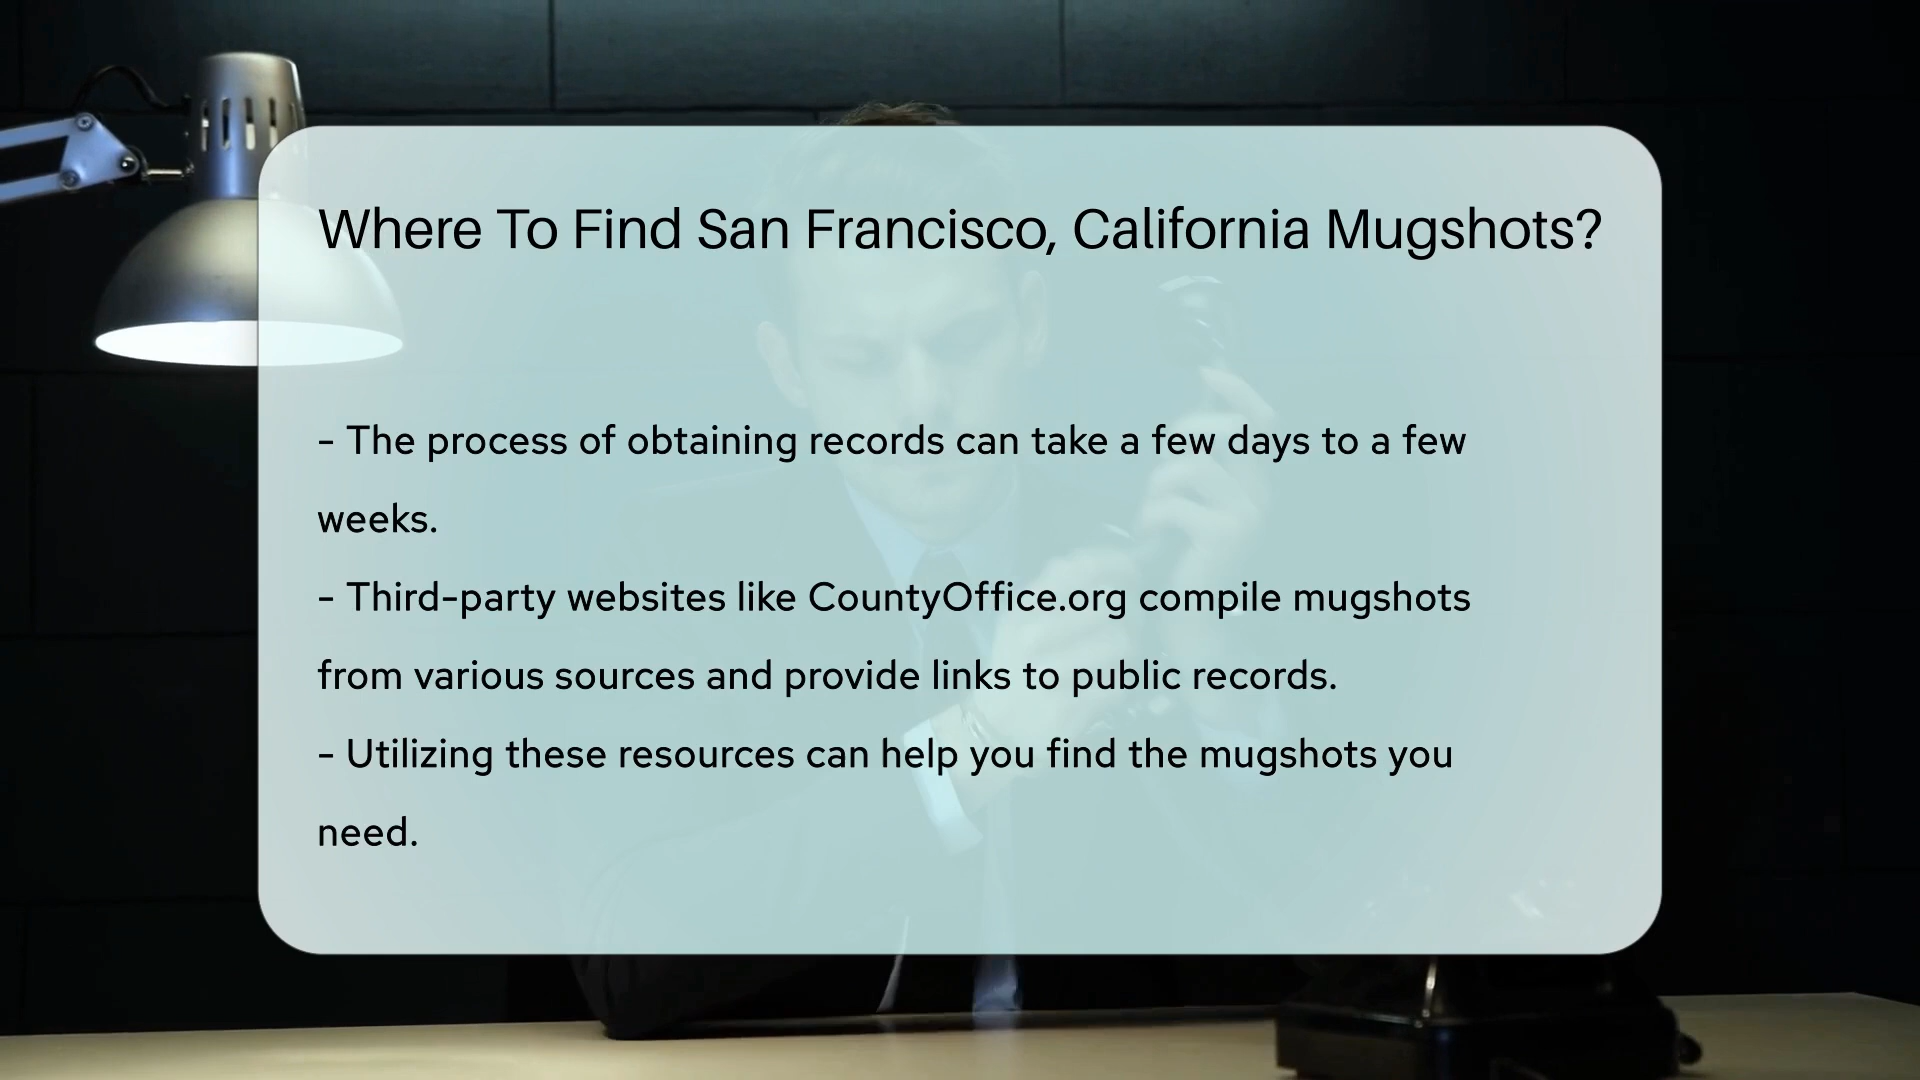 Where To Find San Francisco, California Mugshots?
- The process of obtaining records can take a few days to a few
weeks.
- Third-party websites like CountyOffice.org compile mugshots
from various sources and provide links to public records.
- Utilizing these resources can help you find the mugshots you
need.